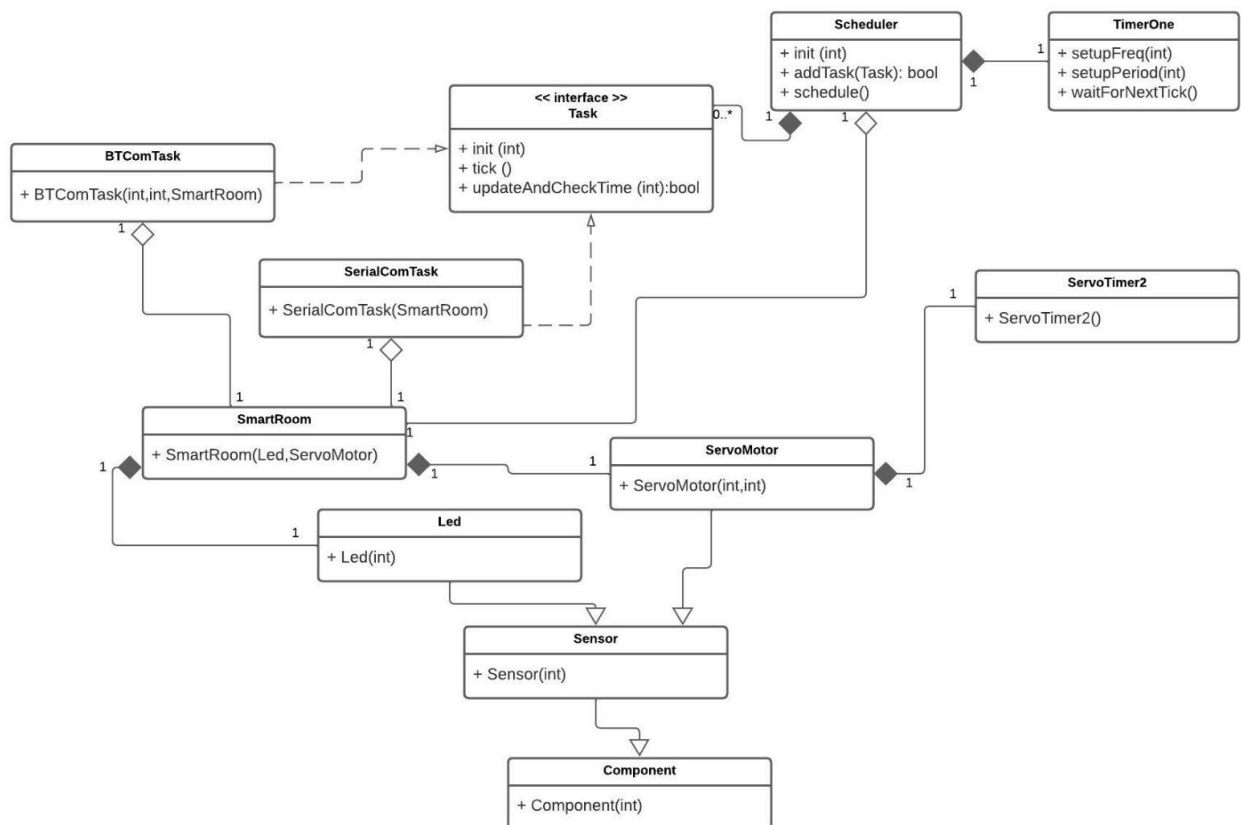 Scheduler
+ init (int)
+ addTask(Task): bool
+ schedule()
1
1
TimerOne
+ setupFreq(int)
+ setupPeriod(int)
+ waitForNextTick()
<< interface >>
Task
+ init (int)
+ tick ()
+ updateAndCheckTime (int):bool
0..*
1
1
BTComTask
+ BTComTask(int,int,SmartRoom)
1
SerialComTask
+ SerialComTask(SmartRoom)
1
ServoTimer2
+ ServoTimer2()
1
1
1
SmartRoom
+ SmartRoom(Led,ServoMotor)
1
1
1
1
ServoMotor
+ ServoMotor(int,int)
1
Led
+ Led(int)
1
Sensor
+ Sensor(int)
Component
+ Component(int)